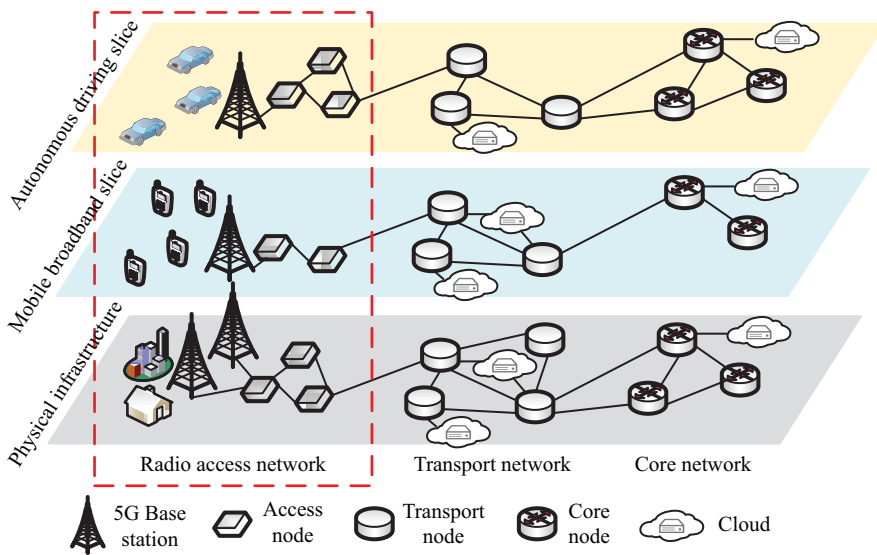 Autonomous driving slice
Mobile broadband slice
Physical infrastructure
Radio access network
Transport network
Core network
5G Base
station
Access
node
Transport
node
Core
node
Cloud